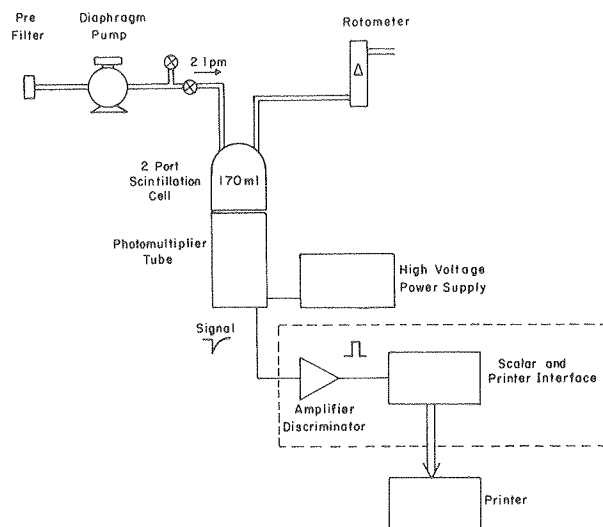 Pre
Filter
Diaphragm
Pump
2 lpm
Rotometer
2 Port
Scintillation
Cell
170 ml
Photomultiplier
Tube
High Voltage
Power Supply
Signal
Scalar and
Printer Interface
Amplifier
Discriminator
Printer